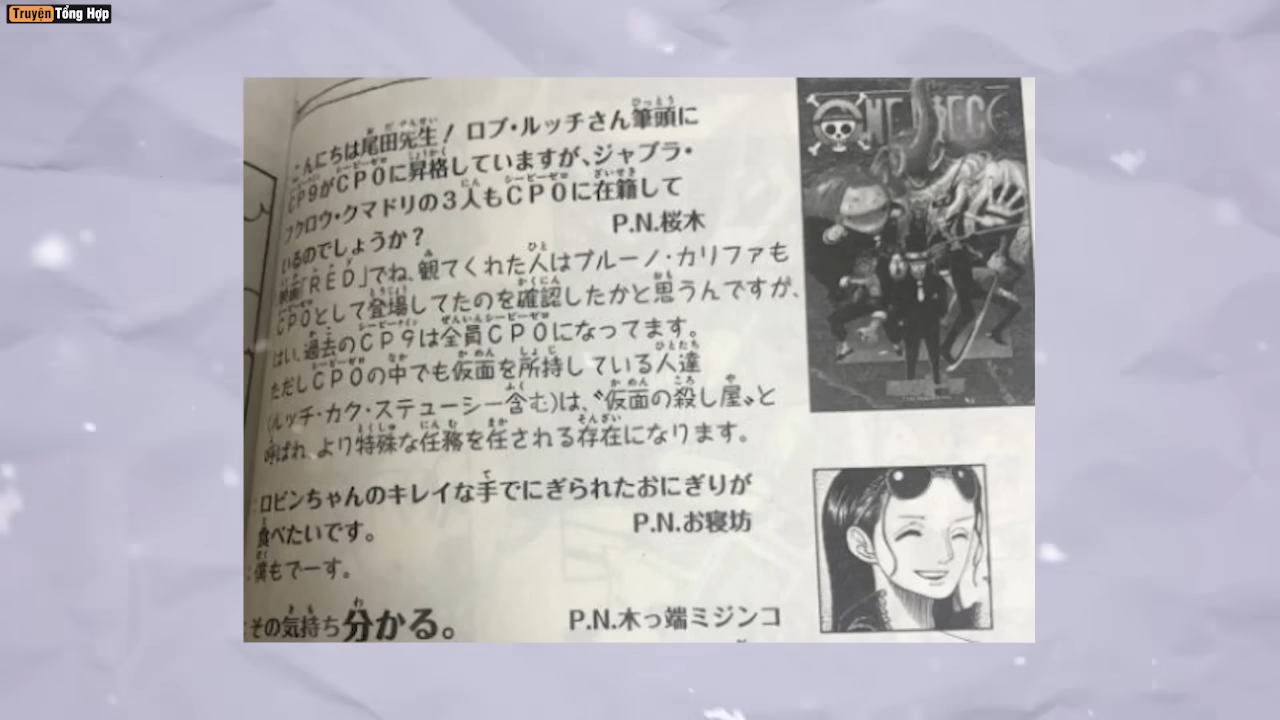 Truyện Tổng Hợp
こんにちは尾田先生！ ロブ・ルッチさん筆頭に
CP9がCP0に昇格していますが、ジャブラ・
フクロウ・クマドリの3人もCP0に在籍して
いるのでしょうか？
P.N.桜木
映画「RED」でね、観てくれた人はブルーノ・カリファも
CP0として登場してたのを確認したかと思うんですが、
はい、過去のCP9は全員CP0になってます。
ただしCP0の中でも仮面を所持している人達
(ルッチ・カク・ステューシー含む)は、〝仮面の殺し屋〟と
呼ばれ、より特殊な任務を任される存在になります。
ONE PIECE
：ロビンちゃんのキレイな手でにぎられたおにぎりが
食べたいです。
P.N.お寝坊
：僕もでーす。
：その気持ち分かる。
P.N.木っ端ミジンコ